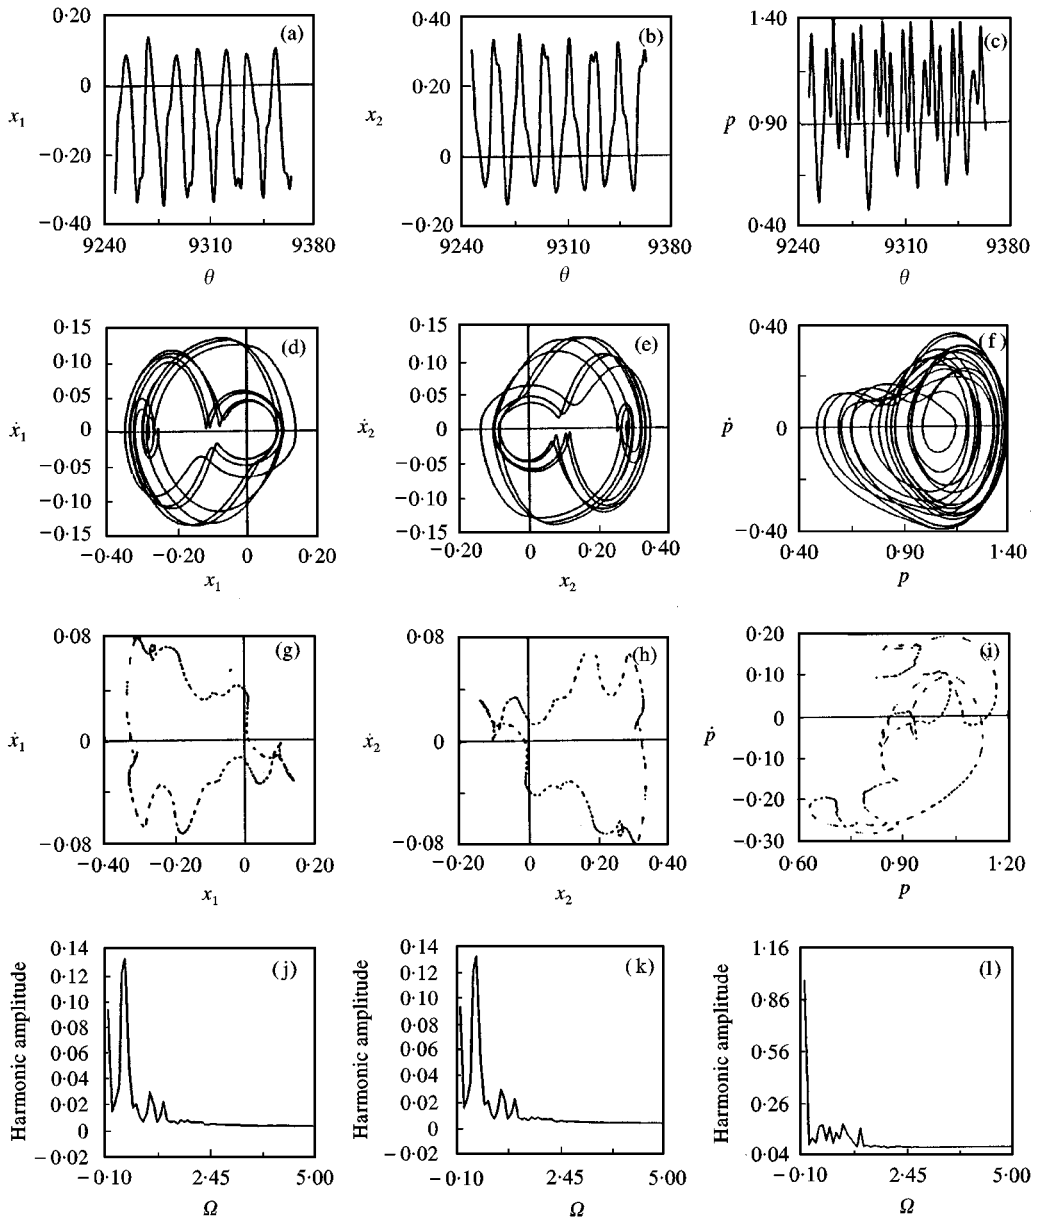 0·20
(a)
0
x1
−0·20
−0·40
9240
9310
9380
θ
0·40
(b)
0·20
x2
0
−0·20
9240
9310
9380
θ
1·40
(c)
p
0·90
0·40
9240
9310
9380
θ
0·15
(d)
0·10
0·05
ẋ1
0
−0·05
−0·10
−0·15
−0·40
−0·20
0
0·20
x1
0·15
(e)
0·10
0·05
ẋ2
0
−0·05
−0·10
−0·15
−0·20
0
0·20
0·40
x2
0·40
(f)
ṗ
0
−0·40
0·40
0·90
1·40
p
0·08
(g)
ẋ1
0
−0·08
−0·40
−0·20
0
0·20
x1
0·08
(h)
ẋ2
0
−0·08
−0·20
0
0·20
0·40
x2
0·20
(i)
0·10
ṗ
0
−0·10
−0·20
−0·30
0·60
0·90
1·20
p
Harmonic amplitude
0·14
(j)
0·12
0·10
0·08
0·06
0·04
0·02
0
−0·02
−0·10
2·45
5·00
Ω
Harmonic amplitude
0·14
(k)
0·12
0·10
0·08
0·06
0·04
0·02
0
−0·02
−0·10
2·45
5·00
Ω
Harmonic amplitude
1·16
(l)
0·86
0·56
0·26
0·04
−0·10
2·45
5·00
Ω